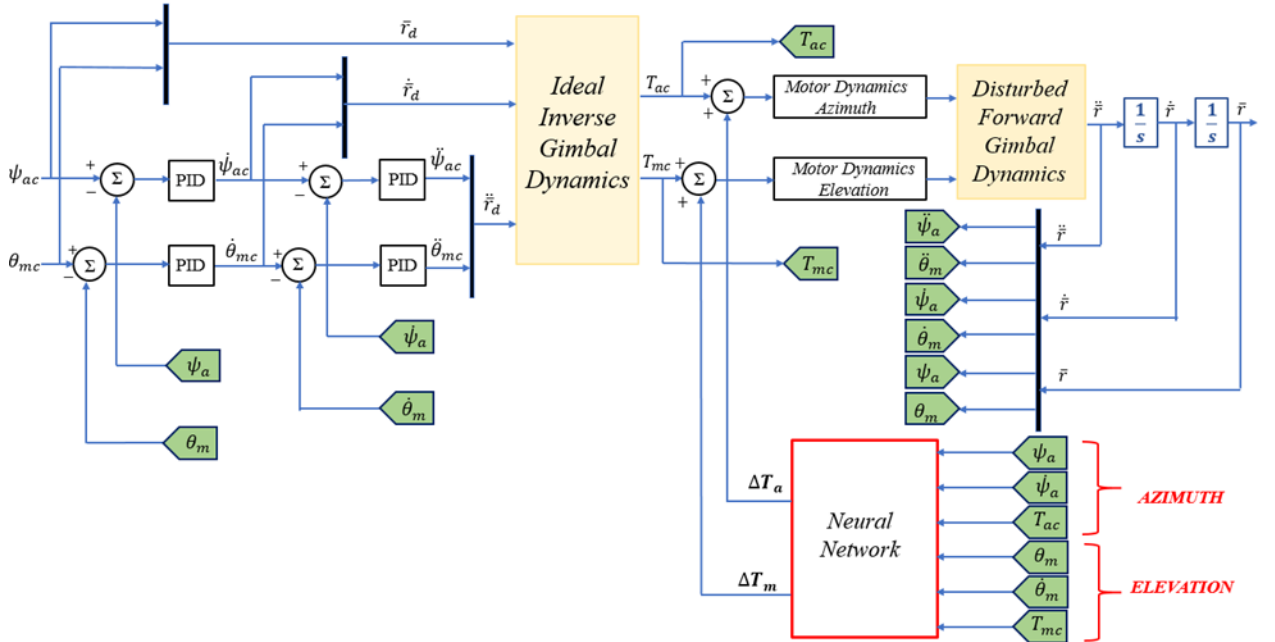 r̄_d
ṙ̄_d
r̈̄_d
ψ_ac
θ_mc
+
−
Σ
PID
ψ̇_ac
+
−
Σ
PID
ψ̈_ac
+
−
Σ
PID
θ̇_mc
+
−
Σ
PID
θ̈_mc
ψ_a
θ_m
ψ̇_a
θ̇_m
Ideal
Inverse
Gimbal
Dynamics
T_ac
T_mc
T_ac
T_mc
+
+
Σ
+
+
Σ
Motor Dynamics
Azimuth
Motor Dynamics
Elevation
Disturbed
Forward
Gimbal
Dynamics
r̈̄
1/s
ṙ̄
1/s
r̄
ψ̈_a
θ̈_m
ψ̇_a
θ̇_m
ψ_a
θ_m
r̈̄
ṙ̄
r̄
ΔT_a
ΔT_m
Neural
Network
ψ_a
ψ̇_a
T_ac
θ_m
θ̇_m
T_mc
AZIMUTH
ELEVATION